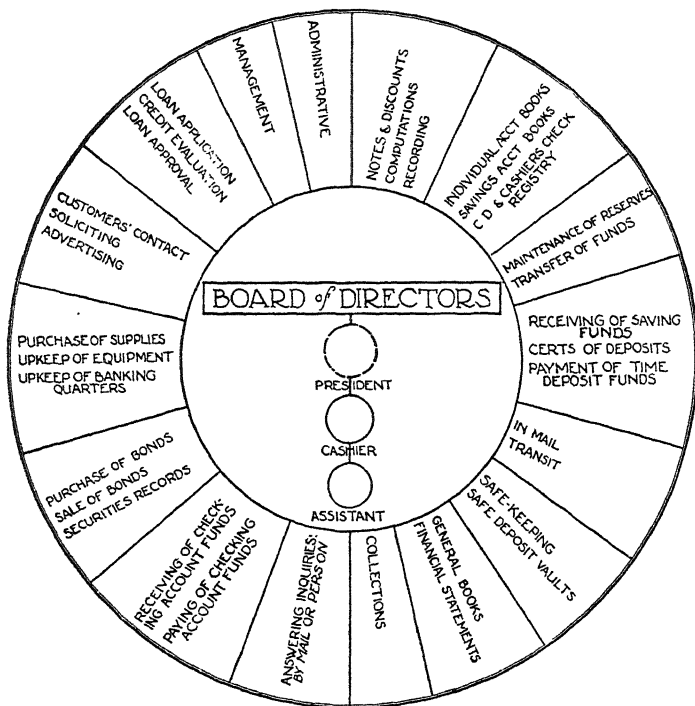 ADMINISTRATIVE
NOTES & DISCOUNTS
COMPUTATIONS
RECORDING
INDIVIDUAL ACCT BOOKS
SAVINGS ACCT BOOKS
C D & CASHIERS CHECK
REGISTRY
MAINTENANCE OF RESERVES
TRANSFER OF FUNDS
RECEIVING OF SAVING
FUNDS
CERTS OF DEPOSITS
PAYMENT OF TIME
DEPOSIT FUNDS
IN MAIL
TRANSIT
SAFE-KEEPING
SAFE DEPOSIT VAULTS
GENERAL BOOKS
FINANCIAL STATEMENTS
COLLECTIONS
ANSWERING INQUIRIES:
BY MAIL OR PERSON
RECEIVING OF CHECK-
ING ACCOUNT FUNDS
PAYING OF CHECKING
ACCOUNT FUNDS
PURCHASE OF BONDS
SALE OF BONDS
SECURITIES RECORDS
PURCHASE OF SUPPLIES
UPKEEP OF EQUIPMENT
UPKEEP OF BANKING
QUARTERS
CUSTOMERS' CONTACT
SOLICITING
ADVERTISING
LOAN APPLICATION
CREDIT EVALUATION
LOAN APPROVAL
MANAGEMENT
BOARD of DIRECTORS
PRESIDENT
CASHIER
ASSISTANT